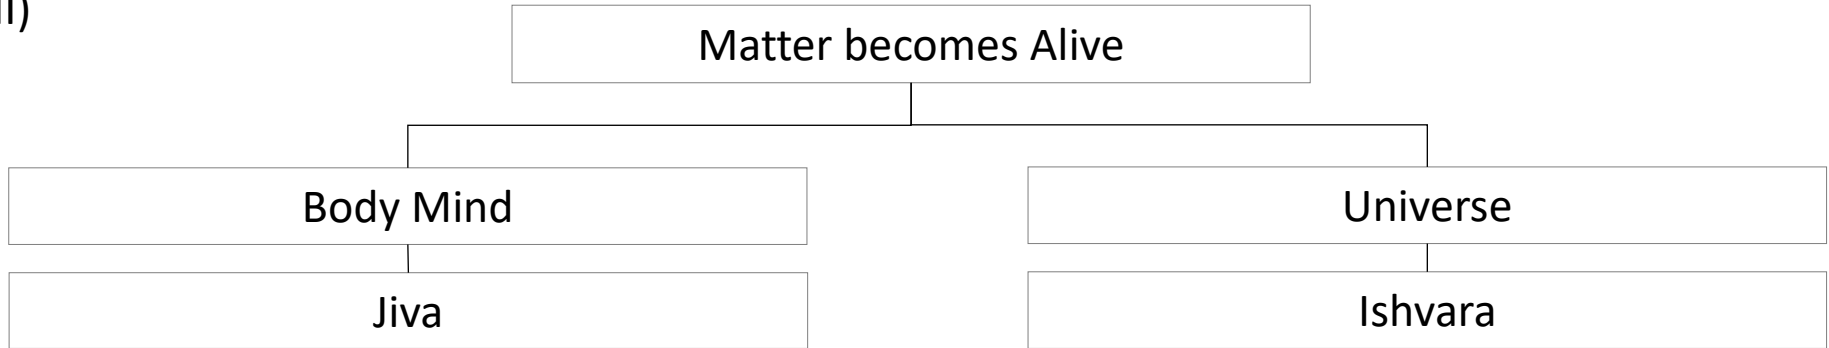 Matter becomes Alive
Body Mind
Universe
Jiva
Ishvara